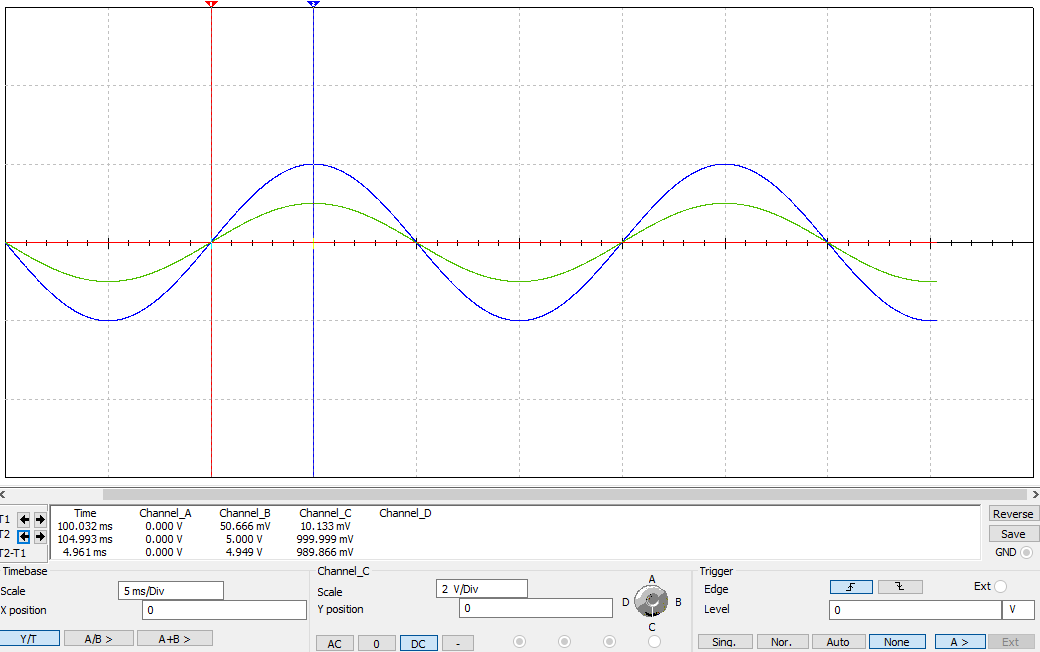 1 2
Time Channel_A Channel_B Channel_C Channel_D
T1 100.032 ms 0.000 V 50.666 mV 10.133 mV
T2 104.993 ms 0.000 V 5.000 V 999.999 mV
T2-T1 4.961 ms 0.000 V 4.949 V 989.866 mV
Reverse
Save
GND
Timebase
Scale 5 ms/Div
X position 0
Y/T A/B > A+B >
Channel_C
Scale 2 V/Div
Y position 0
AC 0 DC -
A
D B
C
Trigger
Edge Ext
Level 0 V
Sing. Nor. Auto None A > Ext